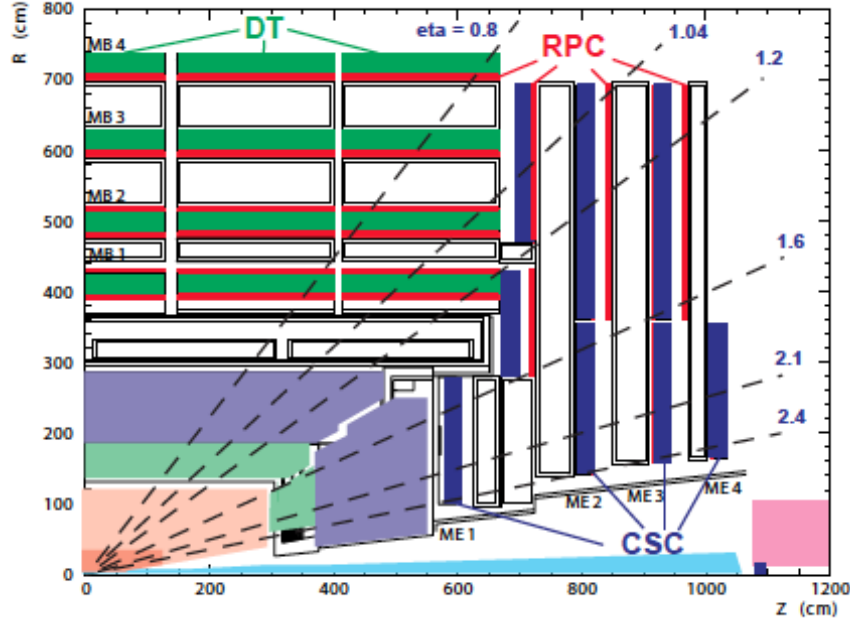 R (cm)
800
700
600
500
400
300
200
100
0
MB 4
MB 3
MB 2
MB 1
DT
eta = 0.8
RPC
1.04
1.2
1.6
2.1
2.4
ME 1
ME 2
ME 3
ME 4
CSC
0
200
400
600
800
1000
1200
Z (cm)